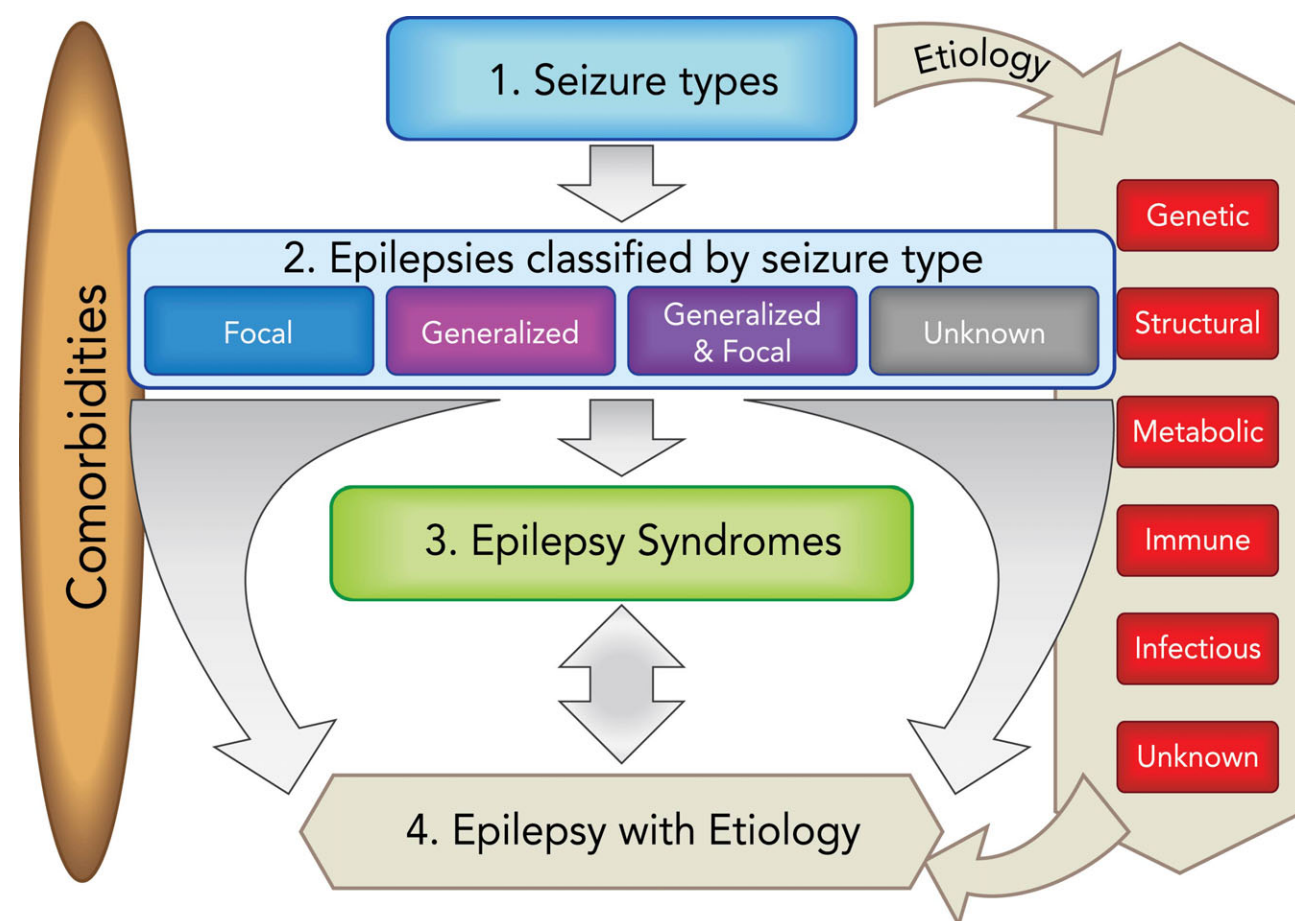 Comorbidities
1. Seizure types
Etiology
2. Epilepsies classified by seizure type
Focal
Generalized
Generalized
& Focal
Unknown
3. Epilepsy Syndromes
4. Epilepsy with Etiology
Genetic
Structural
Metabolic
Immune
Infectious
Unknown